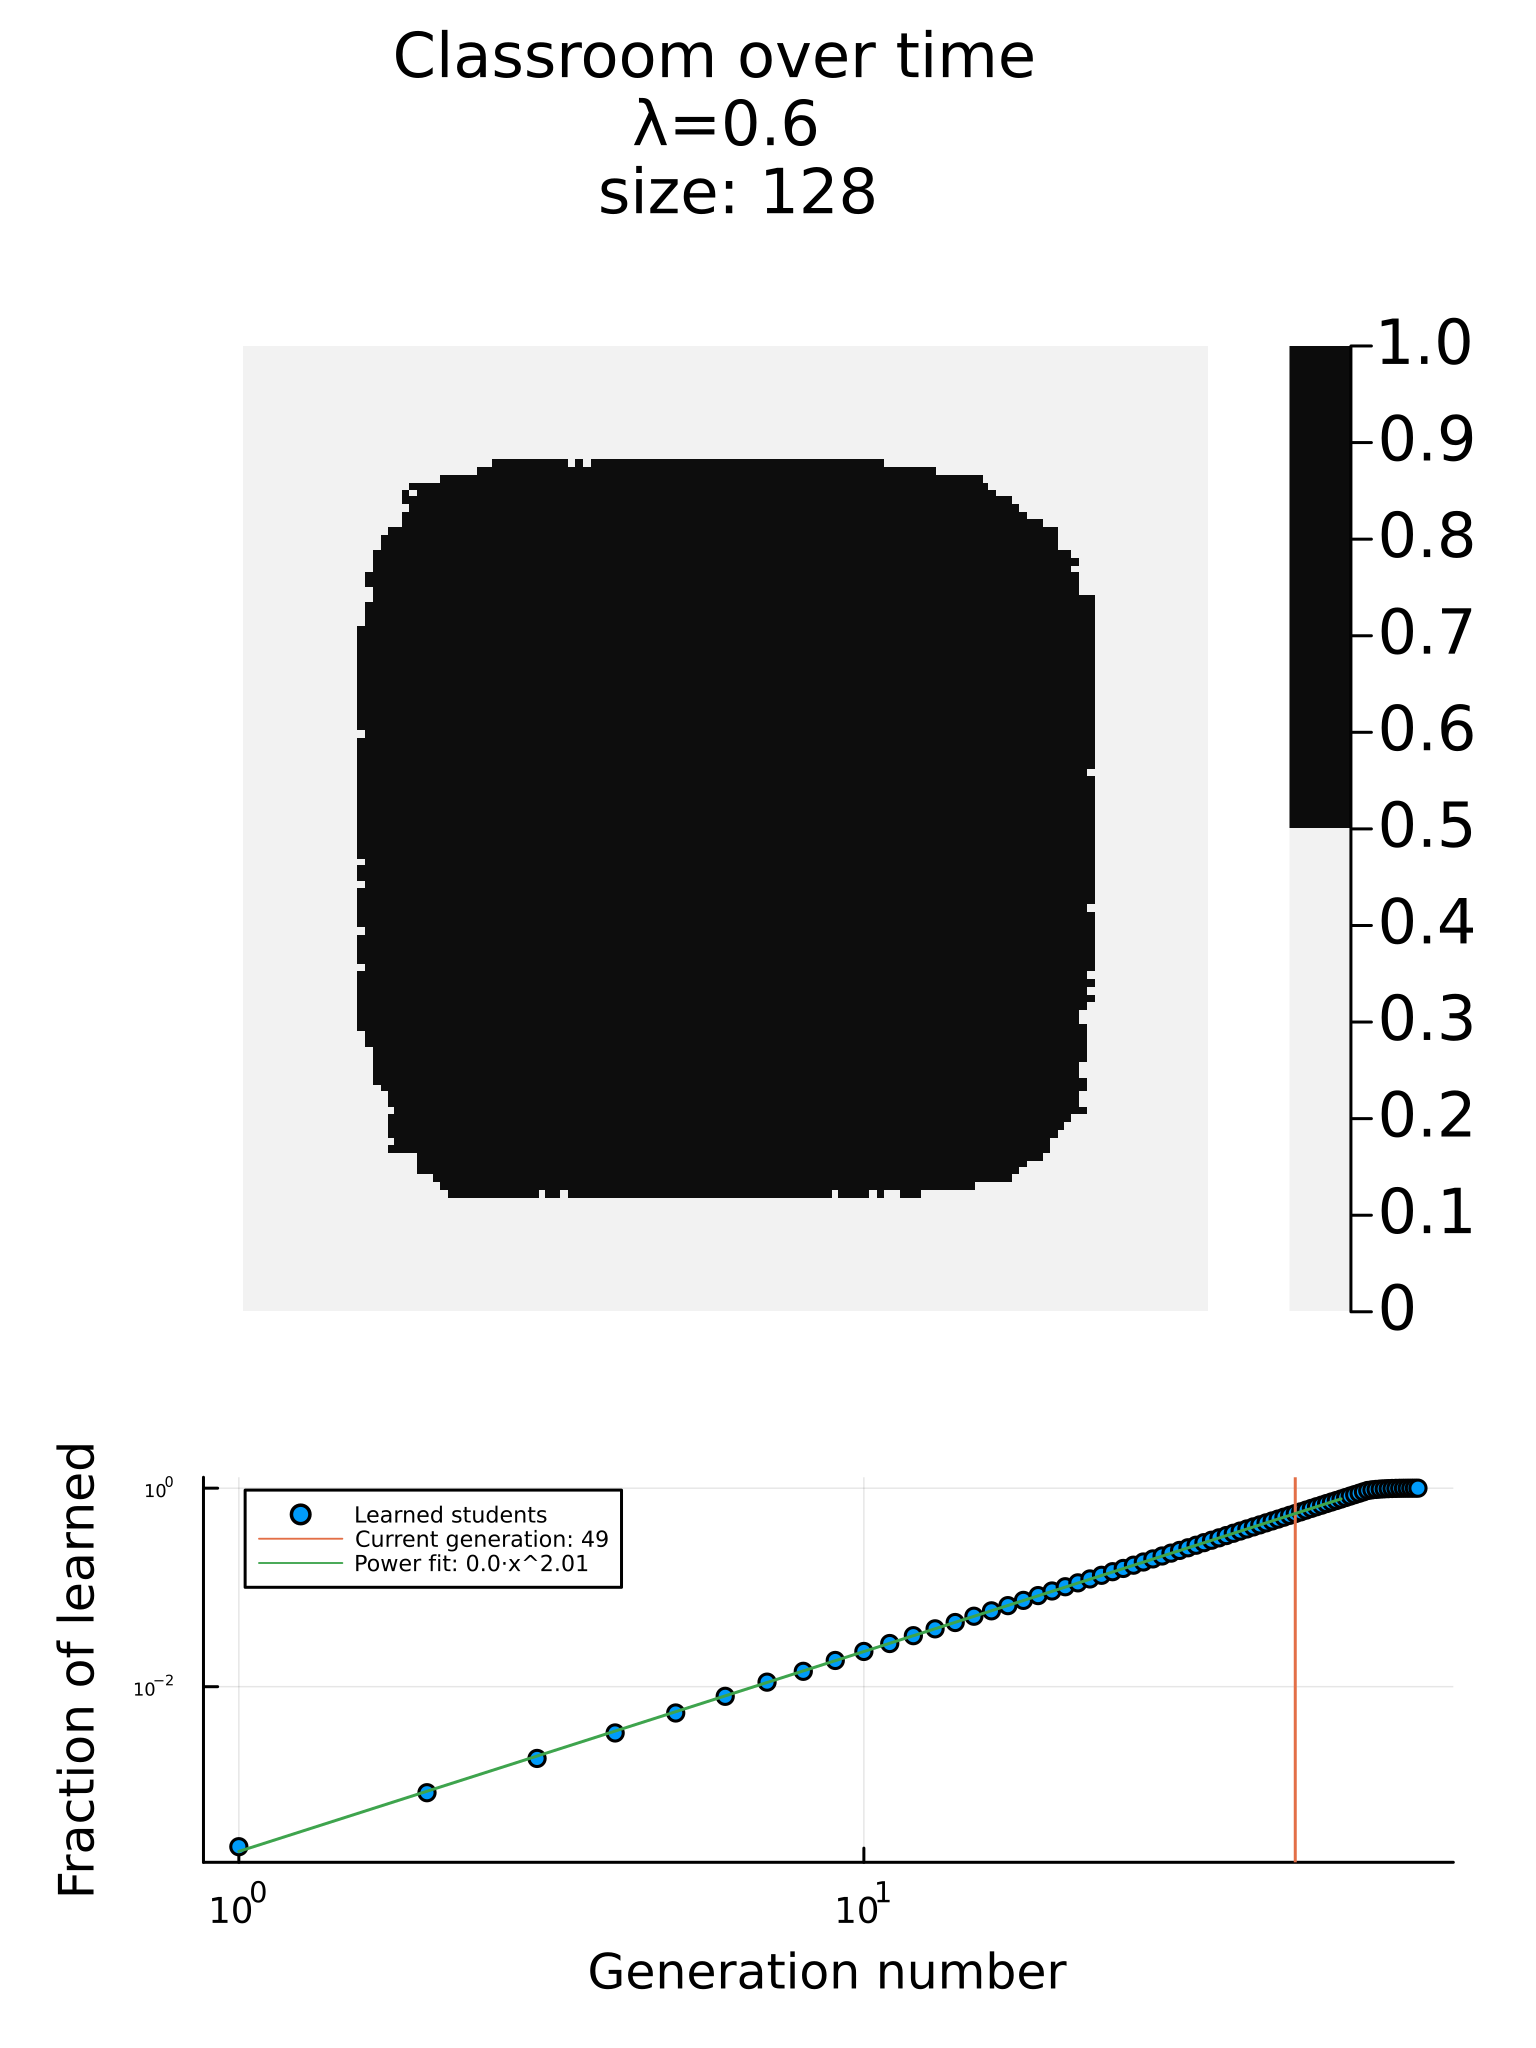 Classroom over time
λ=0.6
size: 128
1.0
0.9
0.8
0.7
0.6
0.5
0.4
0.3
0.2
0.1
0
Fraction of learned
10^0
10^-2
Learned students
Current generation: 49
Power fit: 0.0·x^2.01
10^0
10^1
Generation number